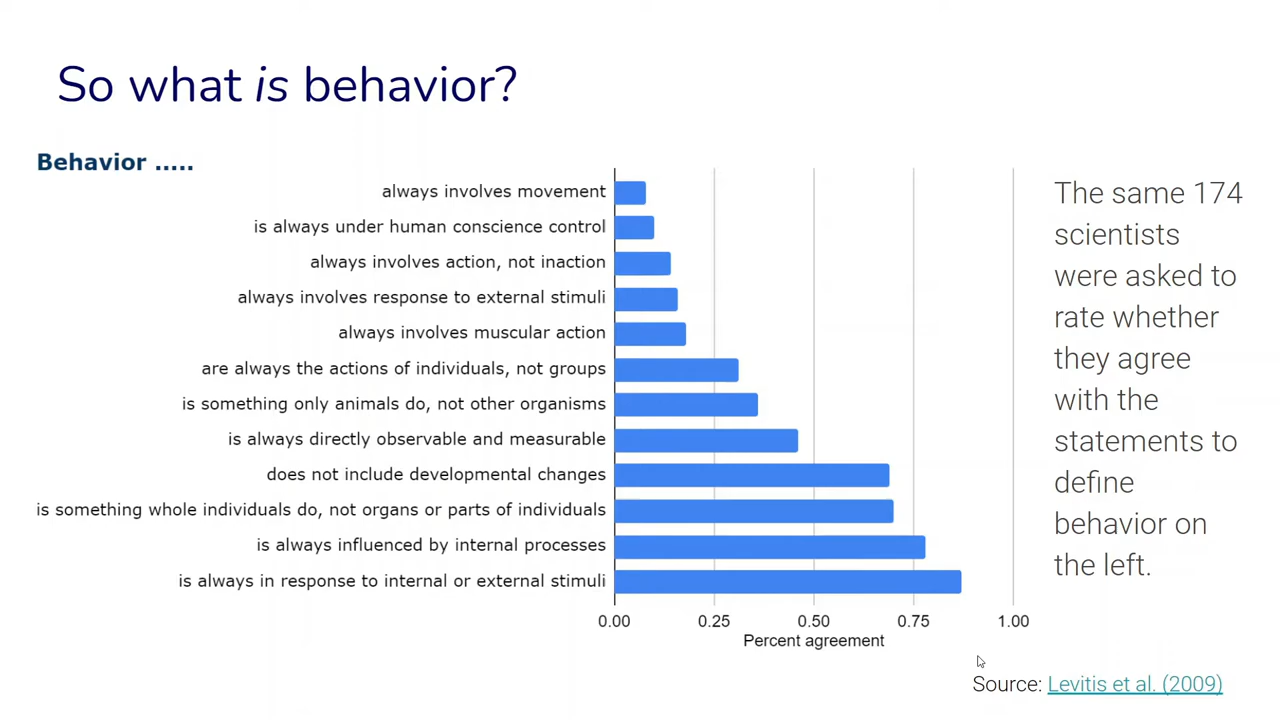 So what is behavior?
Behavior .....
always involves movement
is always under human conscience control
always involves action, not inaction
always involves response to external stimuli
always involves muscular action
are always the actions of individuals, not groups
is something only animals do, not other organisms
is always directly observable and measurable
does not include developmental changes
is something whole individuals do, not organs or parts of individuals
is always influenced by internal processes
is always in response to internal or external stimuli
0.00 0.25 0.50 0.75 1.00
Percent agreement
The same 174
scientists
were asked to
rate whether
they agree
with the
statements to
define
behavior on
the left.
Source: Levitis et al. (2009)